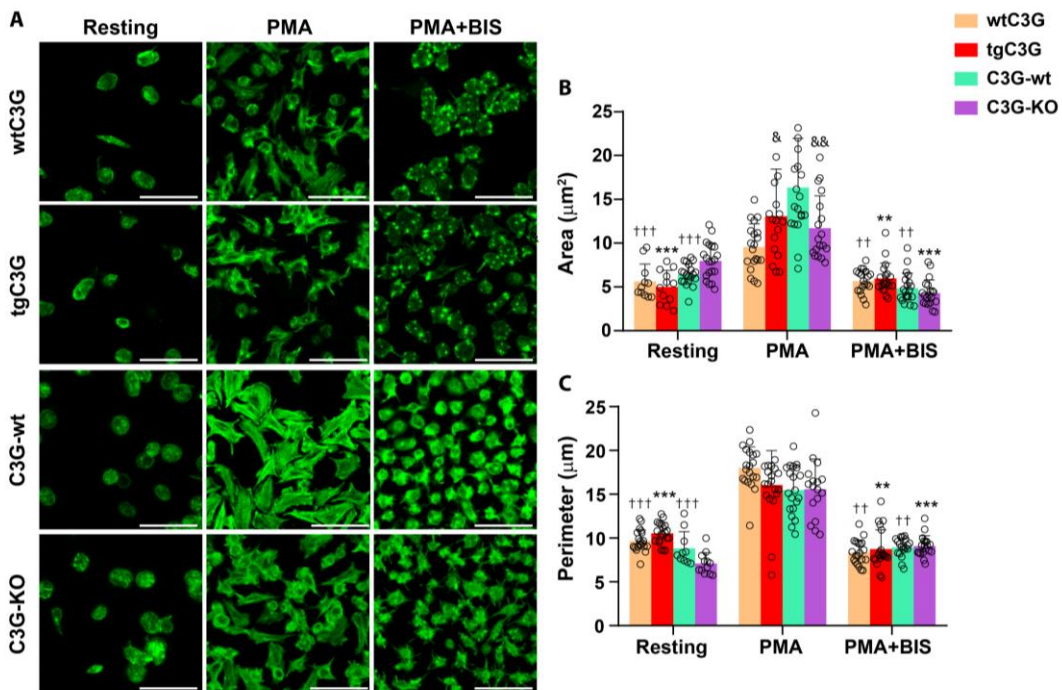 A
Resting PMA PMA+BIS
wtC3G
tgC3G
C3G-wt
C3G-KO
wtC3G
tgC3G
C3G-wt
C3G-KO
B
Area (μm²)
25
20
15
10
5
0
††† *** †††
& &&
†† ** †† ***
Resting PMA PMA+BIS
C
Perimeter (μm)
25
20
15
10
5
0
††† *** †††
†† ** †† ***
Resting PMA PMA+BIS